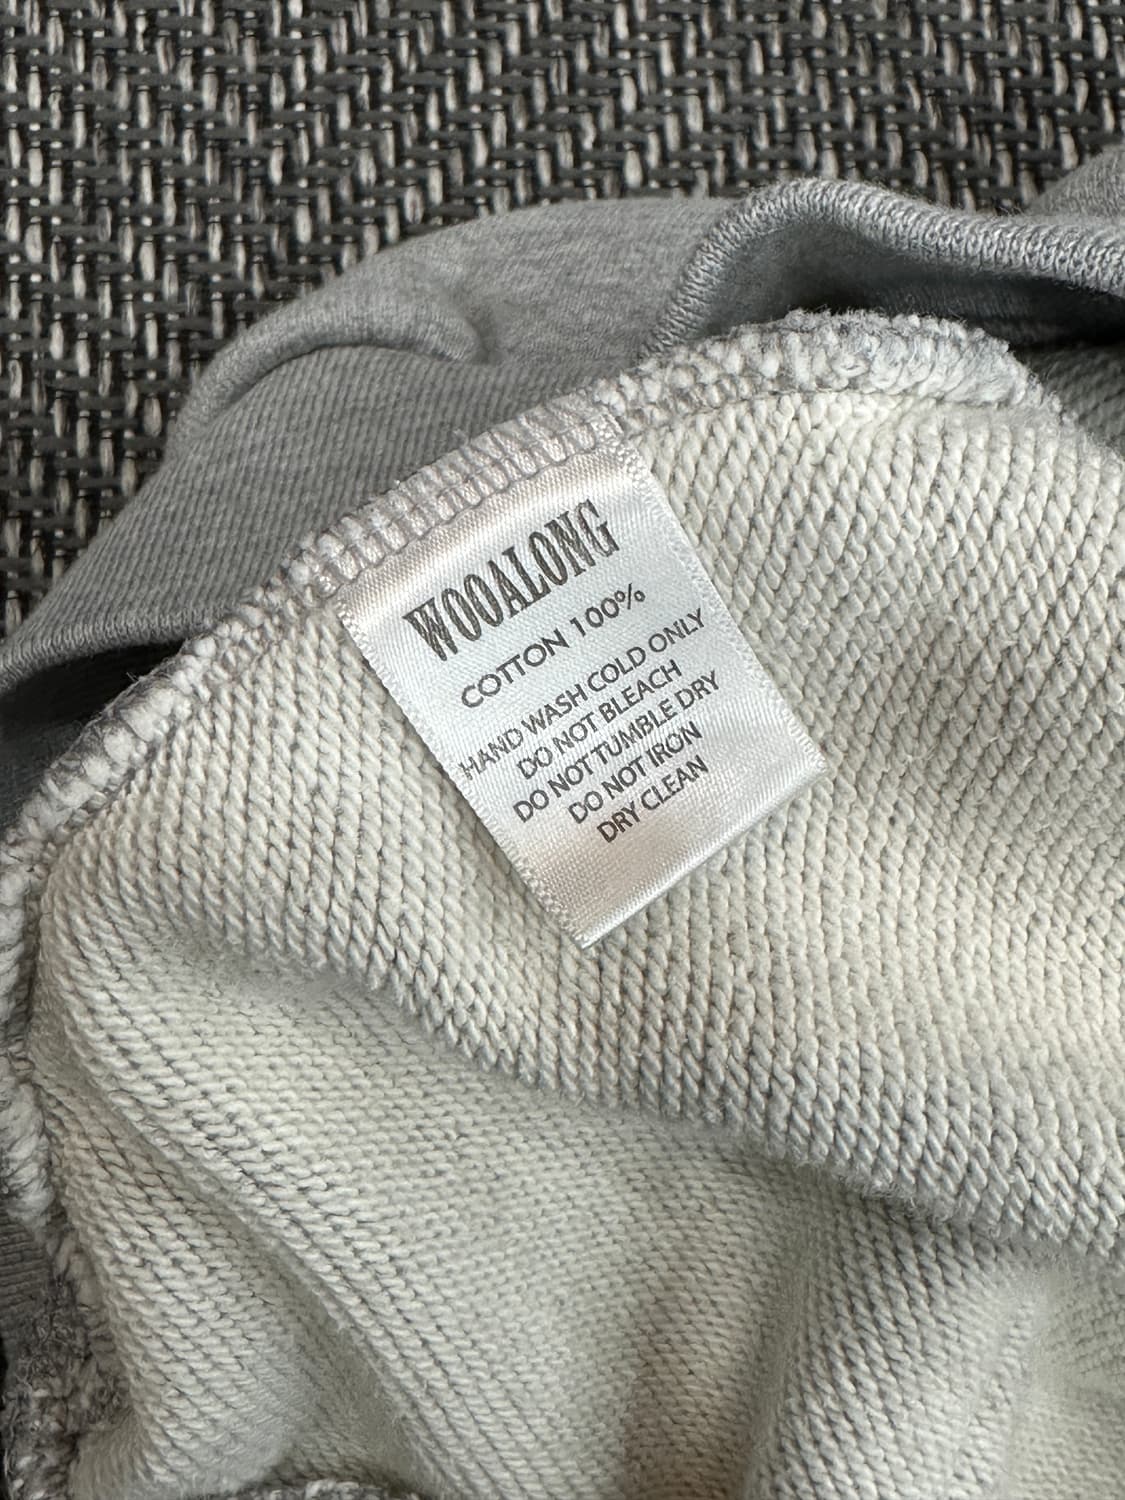 WOOALONG
COTTON 100%
HAND WASH COLD ONLY
DO NOT BLEACH
DO NOT TUMBLE DRY
DO NOT IRON
DRY CLEAN